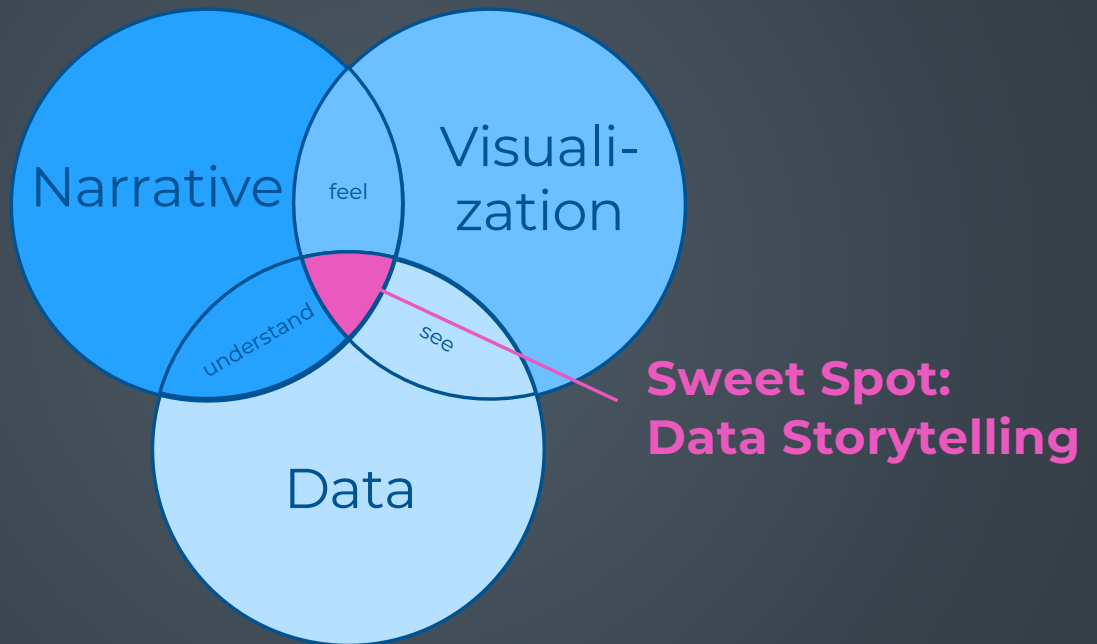 Narrative
feel
Visuali-
zation
understand
see
Data
Sweet Spot:
Data Storytelling